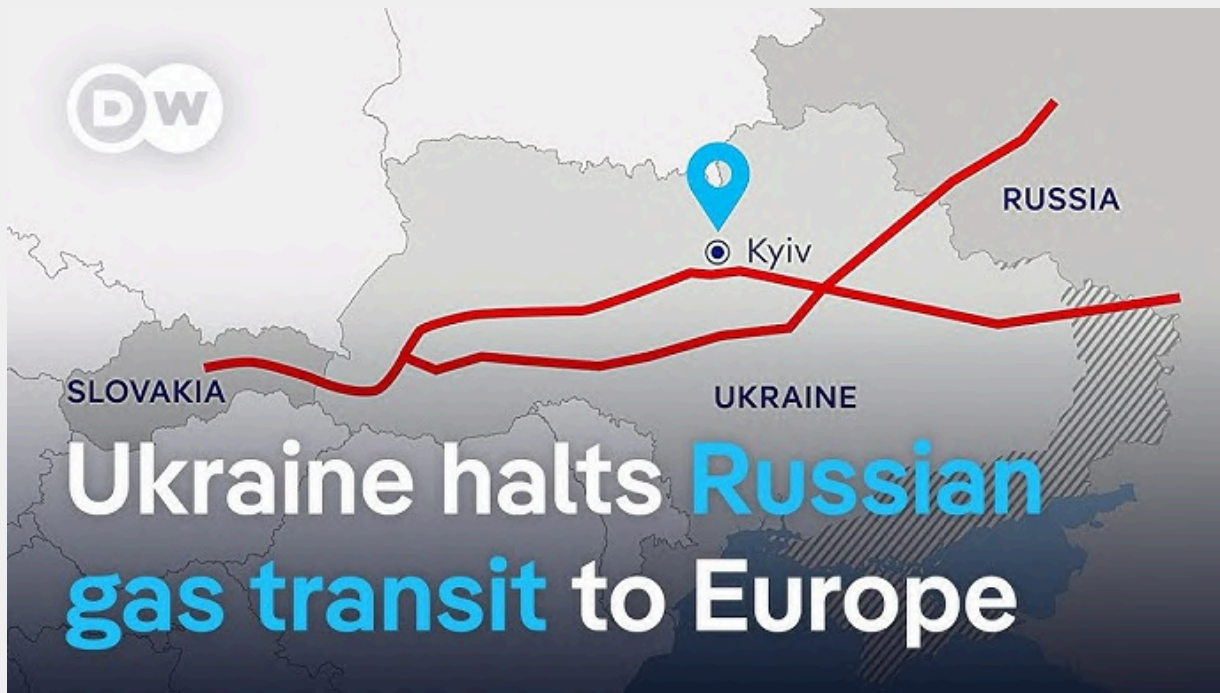 DW
Kyiv
RUSSIA
SLOVAKIA
UKRAINE
Ukraine halts Russian
gas transit to Europe